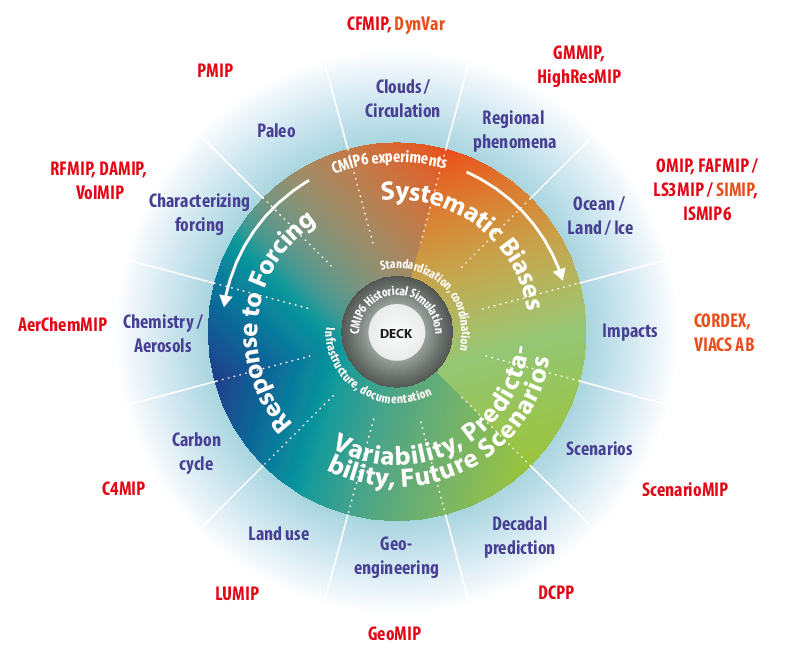 CFMIP, DynVar
GMMIP,
HighResMIP
PMIP
Clouds /
Circulation
Regional
phenomena
Paleo
OMIP, FAFMIP /
LS3MIP / SIMIP,
ISMIP6
RFMIP, DAMIP,
VolMIP
Characterizing
forcing
Ocean /
Land / Ice
CMIP6 experiments
Systematic Biases
Response to Forcing
Variability, Predicta-
bility, Future Scenarios
Standardization, coordination
Infrastructure, documentation
CMIP6 Historical Simulation
DECK
AerChemMIP
Chemistry /
Aerosols
Impacts
CORDEX,
VIACS AB
Carbon
cycle
Scenarios
C4MIP
ScenarioMIP
Land use
Geo-
engineering
Decadal
prediction
LUMIP
DCPP
GeoMIP